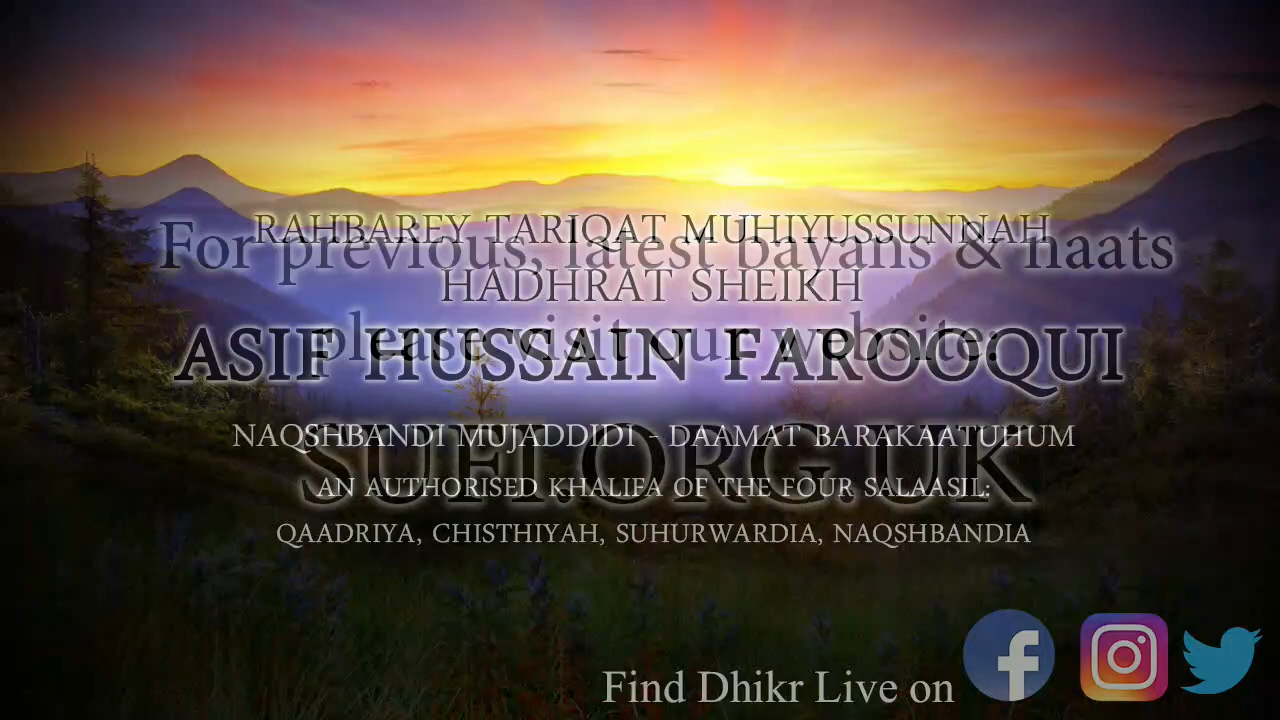 RAHBAREY TARIQAT MUHIYUSSUNNAH
For previous, latest bayans & naats
HADHRAT SHEIKH
please visit our website:
ASIF HUSSAIN FAROOQUI
NAQSHBANDI MUJADDIDI - DAAMAT BARAKAATUHUM
SUFI.ORG.UK
AN AUTHORISED KHALIFA OF THE FOUR SALAASIL:
QAADRIYA, CHISTHIYAH, SUHURWARDIA, NAQSHBANDIA
Find Dhikr Live on